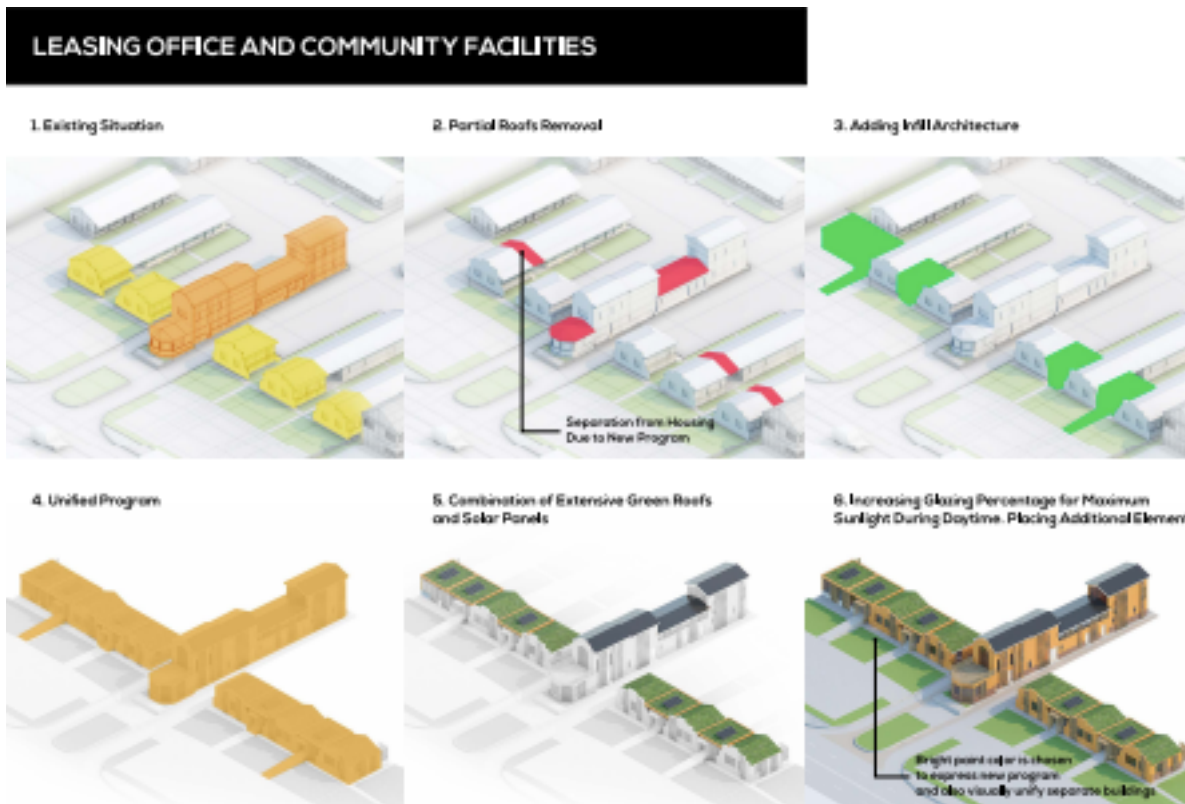 LEASING OFFICE AND COMMUNITY FACILITIES
1. Existing Situation
2. Partial Roofs Removal
3. Adding Infill Architecture
Separation from Housing
Due to New Program
4. Unified Program
5. Combination of Extensive Green Roofs
and Solar Panels
6. Increasing Glazing Percentage for Maximum
Sunlight During Daytime. Placing Additional Element
Bright paint color is chosen
to express new program
and also visually unify separate buildings